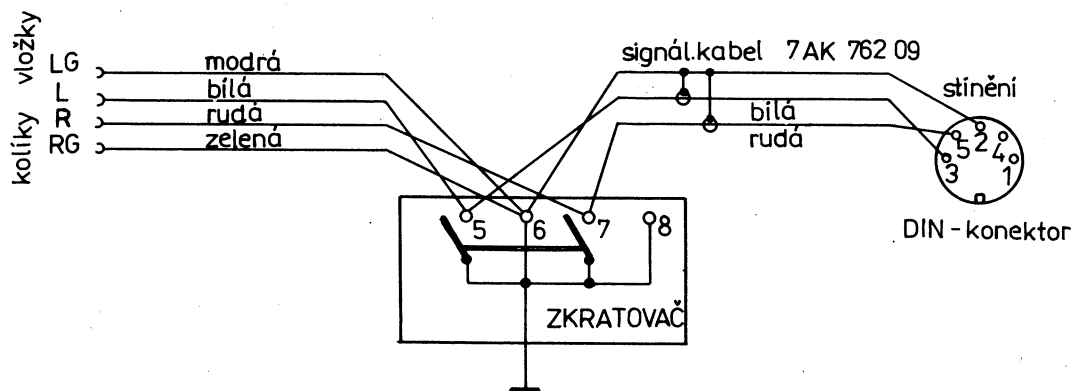 kolíky vložky
LG modrá
L bílá
R rudá
RG zelená
signál.kabel 7AK 762 09
stínění
bílá
rudá
3 5 2 4 1
DIN-konektor
5 6 7 8
ZKRATOVAČ